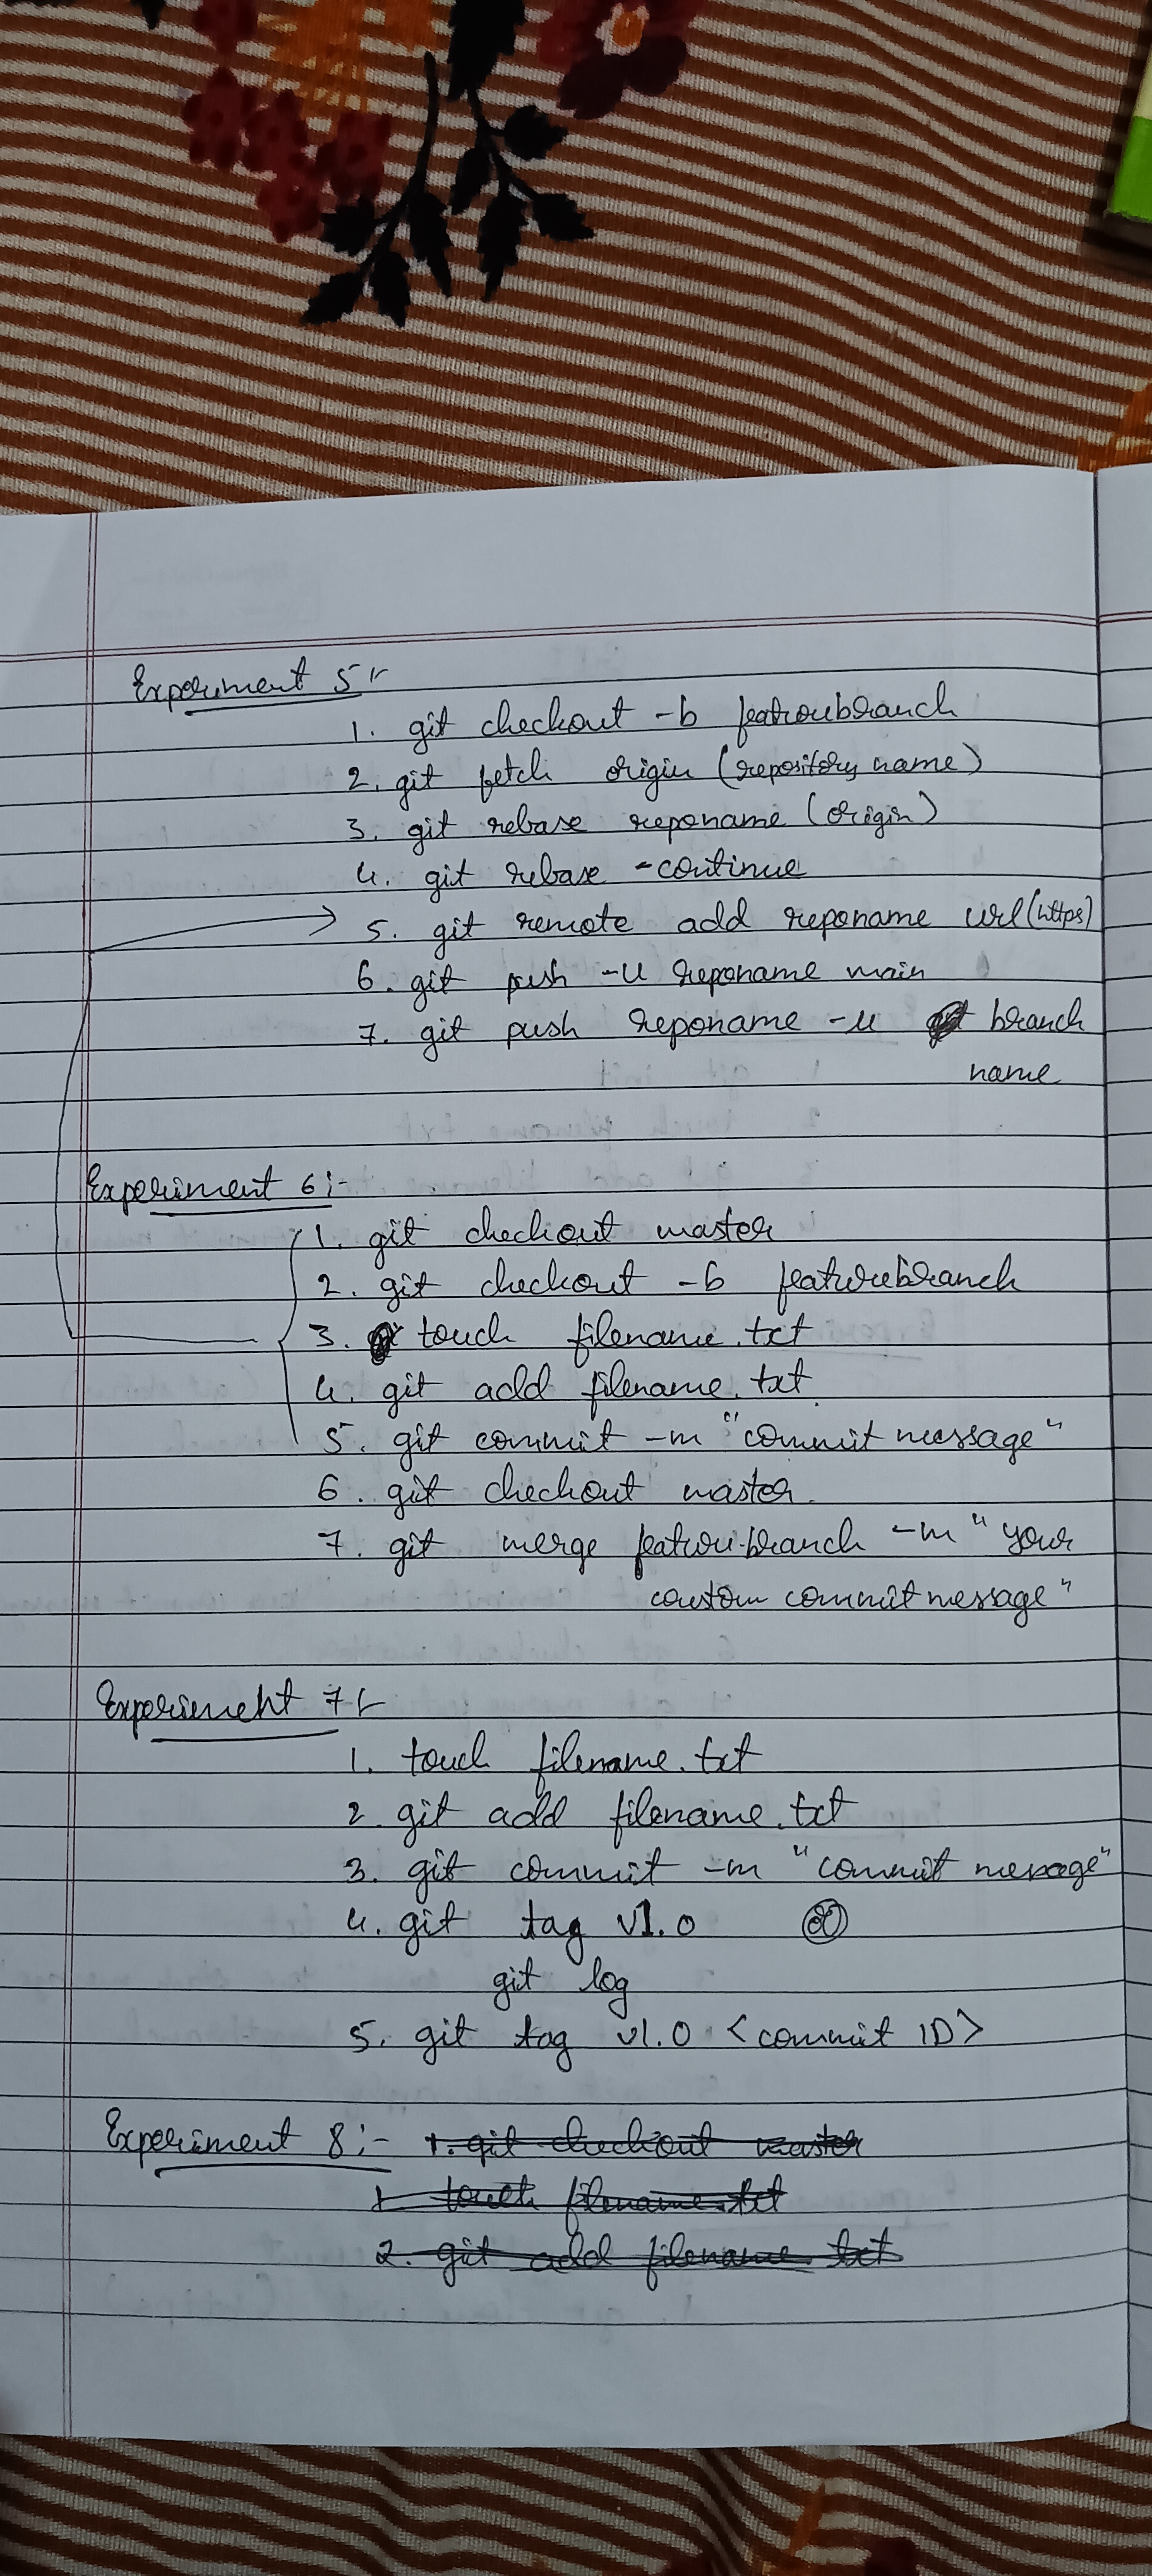 Experiment 5:-
1. git checkout -b featurebranch
2. git fetch origin (repository name)
3. git rebase reponame (origin)
4. git rebase -continue
5. git remote add reponame url (https)
6. git push -u reponame main
7. git push reponame -u branch
name
Experiment 6:-
1. git checkout master
2. git checkout -b featurebranch
3. touch filename.txt
4. git add filename.txt
5. git commit -m "commit message"
6. git checkout master
7. git merge featurebranch -m "your
custom commit message"
Experiment 7:-
1. touch filename.txt
2. git add filename.txt
3. git commit -m "commit message"
4. git tag v1.0
git log
5. git tag v1.0 <commit ID>
Experiment 8:- 1. git checkout master
1 touch filename.txt
2. git add filename txt